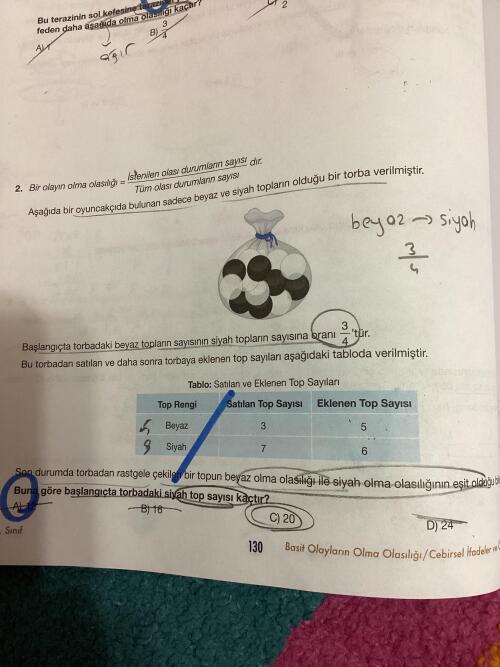 Bu terazinin sol kefesine
feden daha aşağıda olma olasılığı kaçtır?
2
A) 1
B) 3/4
ağır
2. Bir olayın olma olasılığı = İstenilen olası durumların sayısı / Tüm olası durumların sayısı dır.
Aşağıda bir oyuncakçıda bulunan sadece beyaz ve siyah topların olduğu bir torba verilmiştir.
beyaz → siyah
3/4
Başlangıçta torbadaki beyaz topların sayısının siyah topların sayısına oranı 3/4 'tür.
Bu torbadan satılan ve daha sonra torbaya eklenen top sayıları aşağıdaki tabloda verilmiştir.
Tablo: Satılan ve Eklenen Top Sayıları
Top Rengi Satılan Top Sayısı Eklenen Top Sayısı
Beyaz 3 5
Siyah 7 6
Son durumda torbadan rastgele çekilen bir topun beyaz olma olasılığı ile siyah olma olasılığının eşit olduğu
Buna göre başlangıçta torbadaki siyah top sayısı kaçtır?
B) 16
C) 20
D) 24
Sınıf
130 Basit Olayların Olma Olasılığı/Cebirsel İfadeler ve